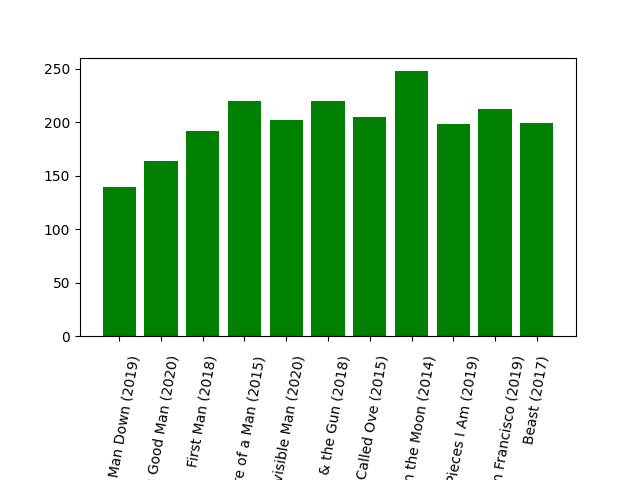 250
200
150
100
50
0
Man Down (2019)
Good Man (2020)
First Man (2018)
re of a Man (2015)
visible Man (2020)
& the Gun (2018)
Called Ove (2015)
n the Moon (2014)
Pieces I Am (2019)
n Francisco (2019)
Beast (2017)